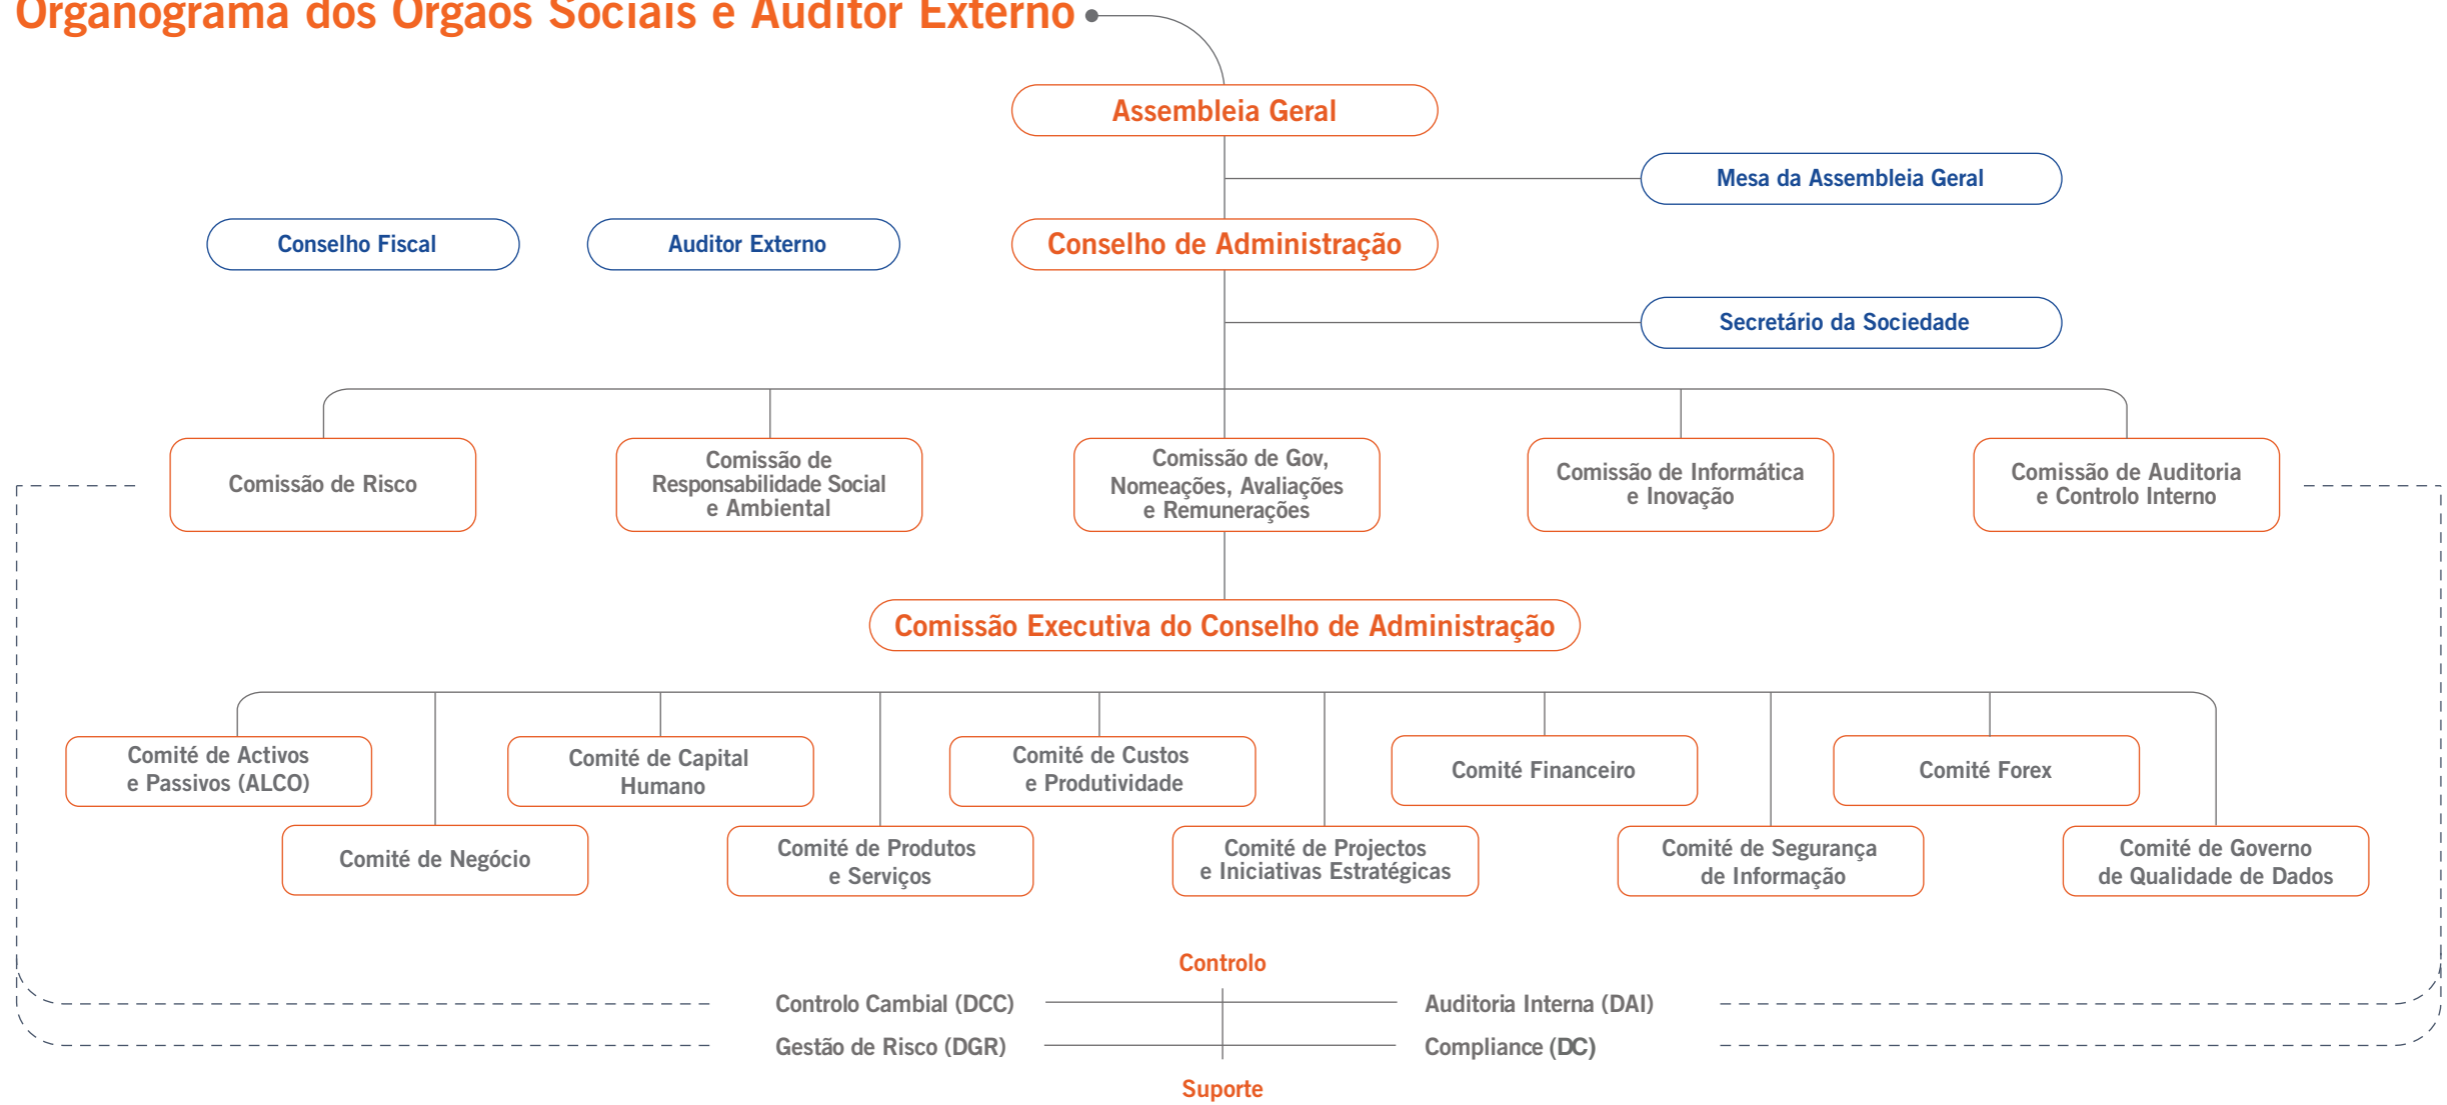 Organograma dos Órgãos Sociais e Auditor Externo
Assembleia Geral
Mesa da Assembleia Geral
Conselho Fiscal
Auditor Externo
Conselho de Administração
Secretário da Sociedade
Comissão de Risco
Comissão de
Responsabilidade Social
e Ambiental
Comissão de Gov,
Nomeações, Avaliações
e Remunerações
Comissão de Informática
e Inovação
Comissão de Auditoria
e Controlo Interno
Comissão Executiva do Conselho de Administração
Comité de Activos
e Passivos (ALCO)
Comité de Capital
Humano
Comité de Custos
e Produtividade
Comité Financeiro
Comité Forex
Comité de Negócio
Comité de Produtos
e Serviços
Comité de Projectos
e Iniciativas Estratégicas
Comité de Segurança
de Informação
Comité de Governo
de Qualidade de Dados
Controlo
Controlo Cambial (DCC)
Auditoria Interna (DAI)
Gestão de Risco (DGR)
Compliance (DC)
Suporte